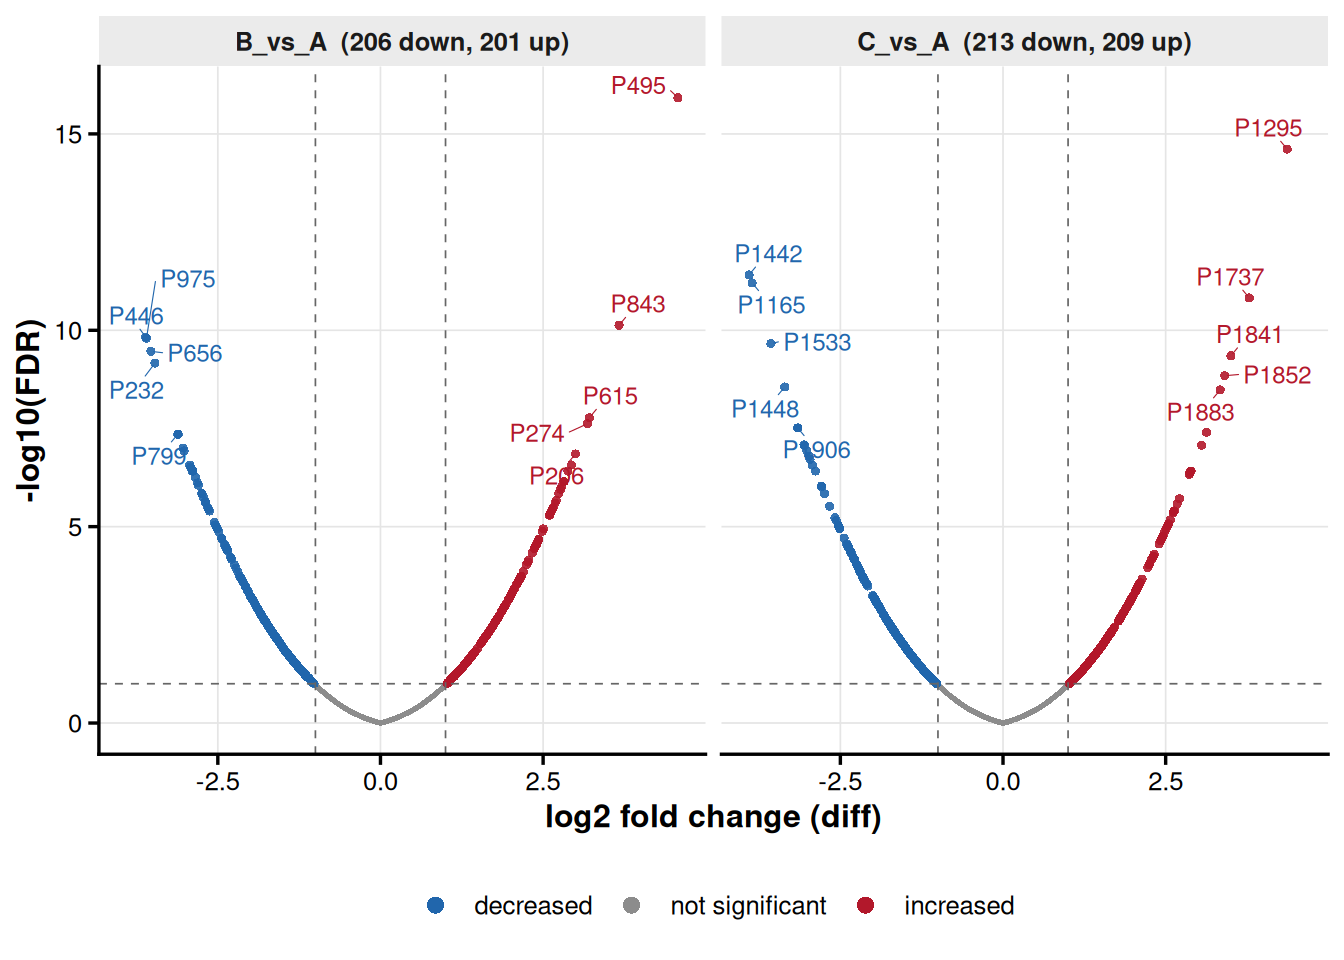 B_vs_A (206 down, 201 up)
C_vs_A (213 down, 209 up)
-log10(FDR)
15
10
5
0
P495
P975
P446
P656
P232
P799
P843
P615
P274
P206
P1295
P1442
P1165
P1533
P1448
P1906
P1737
P1841
P1852
P1883
-2.5
0.0
2.5
-2.5
0.0
2.5
log2 fold change (diff)
decreased
not significant
increased